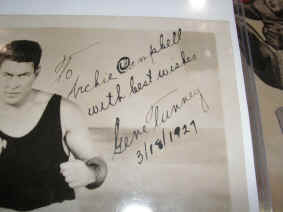 To
Archie Campbell
with best wishes
Gene Tunney
3/18/1927